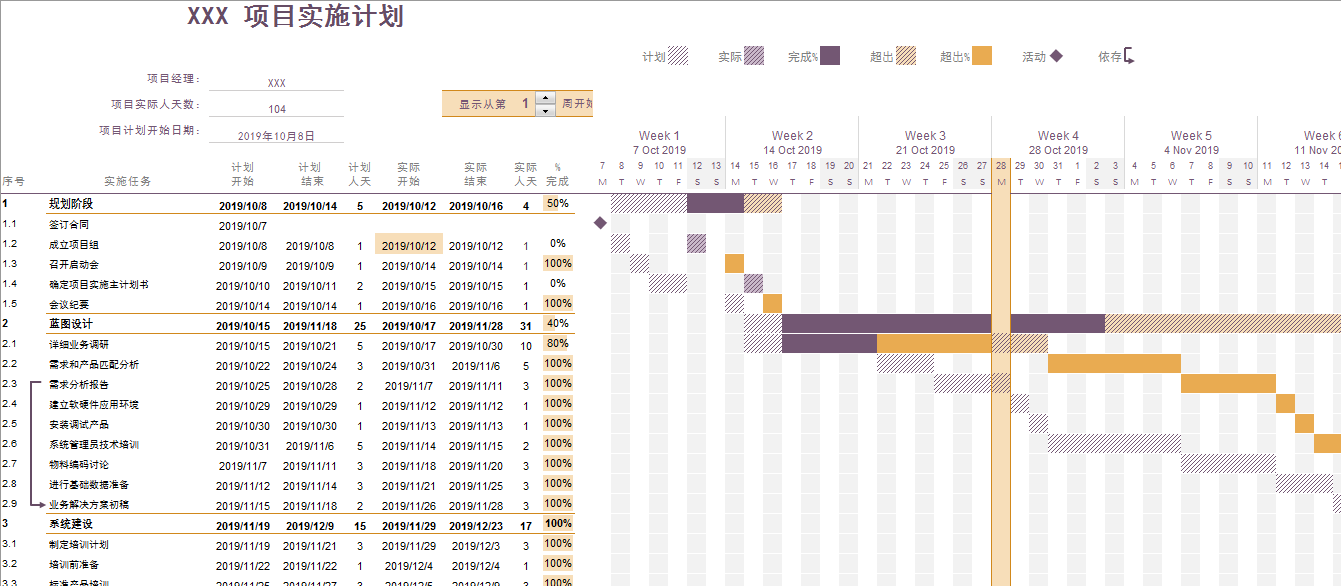 XXX 项目实施计划
计划 实际 完成% 超出 超出% 活动 依存
项目经理: XXX
项目实际人天数: 104
显示从第 1 周开始
项目计划开始日期: 2019年10月8日
Week 1 Week 2 Week 3 Week 4 Week 5 Week 6
7 Oct 2019 14 Oct 2019 21 Oct 2019 28 Oct 2019 4 Nov 2019 11 Nov 20
计划 计划 计划 实际 实际 实际 % 7 8 9 10 11 12 13 14 15 16 17 18 19 20 21 22 23 24 25 26 27 28 29 30 31 1 2 3 4 5 6 7 8 9 10 11 12 13 14
序号 实施任务 开始 结束 人天 开始 结束 人天 完成 M T W T F S S M T W T F S S M T W T F S S M T W T F S S M T W T F S S M T W T
1 规划阶段 2019/10/8 2019/10/14 5 2019/10/12 2019/10/16 4 50%
1.1 签订合同 2019/10/7
1.2 成立项目组 2019/10/8 2019/10/8 1 2019/10/12 2019/10/12 1 0%
1.3 召开启动会 2019/10/9 2019/10/9 1 2019/10/14 2019/10/14 1 100%
1.4 确定项目实施主计划书 2019/10/10 2019/10/11 2 2019/10/15 2019/10/15 1 0%
1.5 会议纪要 2019/10/14 2019/10/14 1 2019/10/16 2019/10/16 1 100%
2 蓝图设计 2019/10/15 2019/11/18 25 2019/10/17 2019/11/28 31 40%
2.1 详细业务调研 2019/10/15 2019/10/21 5 2019/10/17 2019/10/30 10 80%
2.2 需求和产品匹配分析 2019/10/22 2019/10/24 3 2019/10/31 2019/11/6 5 100%
2.3 需求分析报告 2019/10/25 2019/10/28 2 2019/11/7 2019/11/11 3 100%
2.4 建立软硬件应用环境 2019/10/29 2019/10/29 1 2019/11/12 2019/11/12 1 100%
2.5 安装调试产品 2019/10/30 2019/10/30 1 2019/11/13 2019/11/13 1 100%
2.6 系统管理员技术培训 2019/10/31 2019/11/6 5 2019/11/14 2019/11/15 2 100%
2.7 物料编码讨论 2019/11/7 2019/11/11 3 2019/11/18 2019/11/20 3 100%
2.8 进行基础数据准备 2019/11/12 2019/11/14 3 2019/11/21 2019/11/25 3 100%
2.9 业务解决方案初稿 2019/11/15 2019/11/18 2 2019/11/26 2019/11/28 3 100%
3 系统建设 2019/11/19 2019/12/9 15 2019/11/29 2019/12/23 17 100%
3.1 制定培训计划 2019/11/19 2019/11/21 3 2019/11/29 2019/12/3 3 100%
3.2 培训前准备 2019/11/22 2019/11/22 1 2019/12/4 2019/12/4 1 100%
3.3 标准产品培训 2019/11/25 2019/11/27 3 2019/12/5 2019/12/9 3 100%